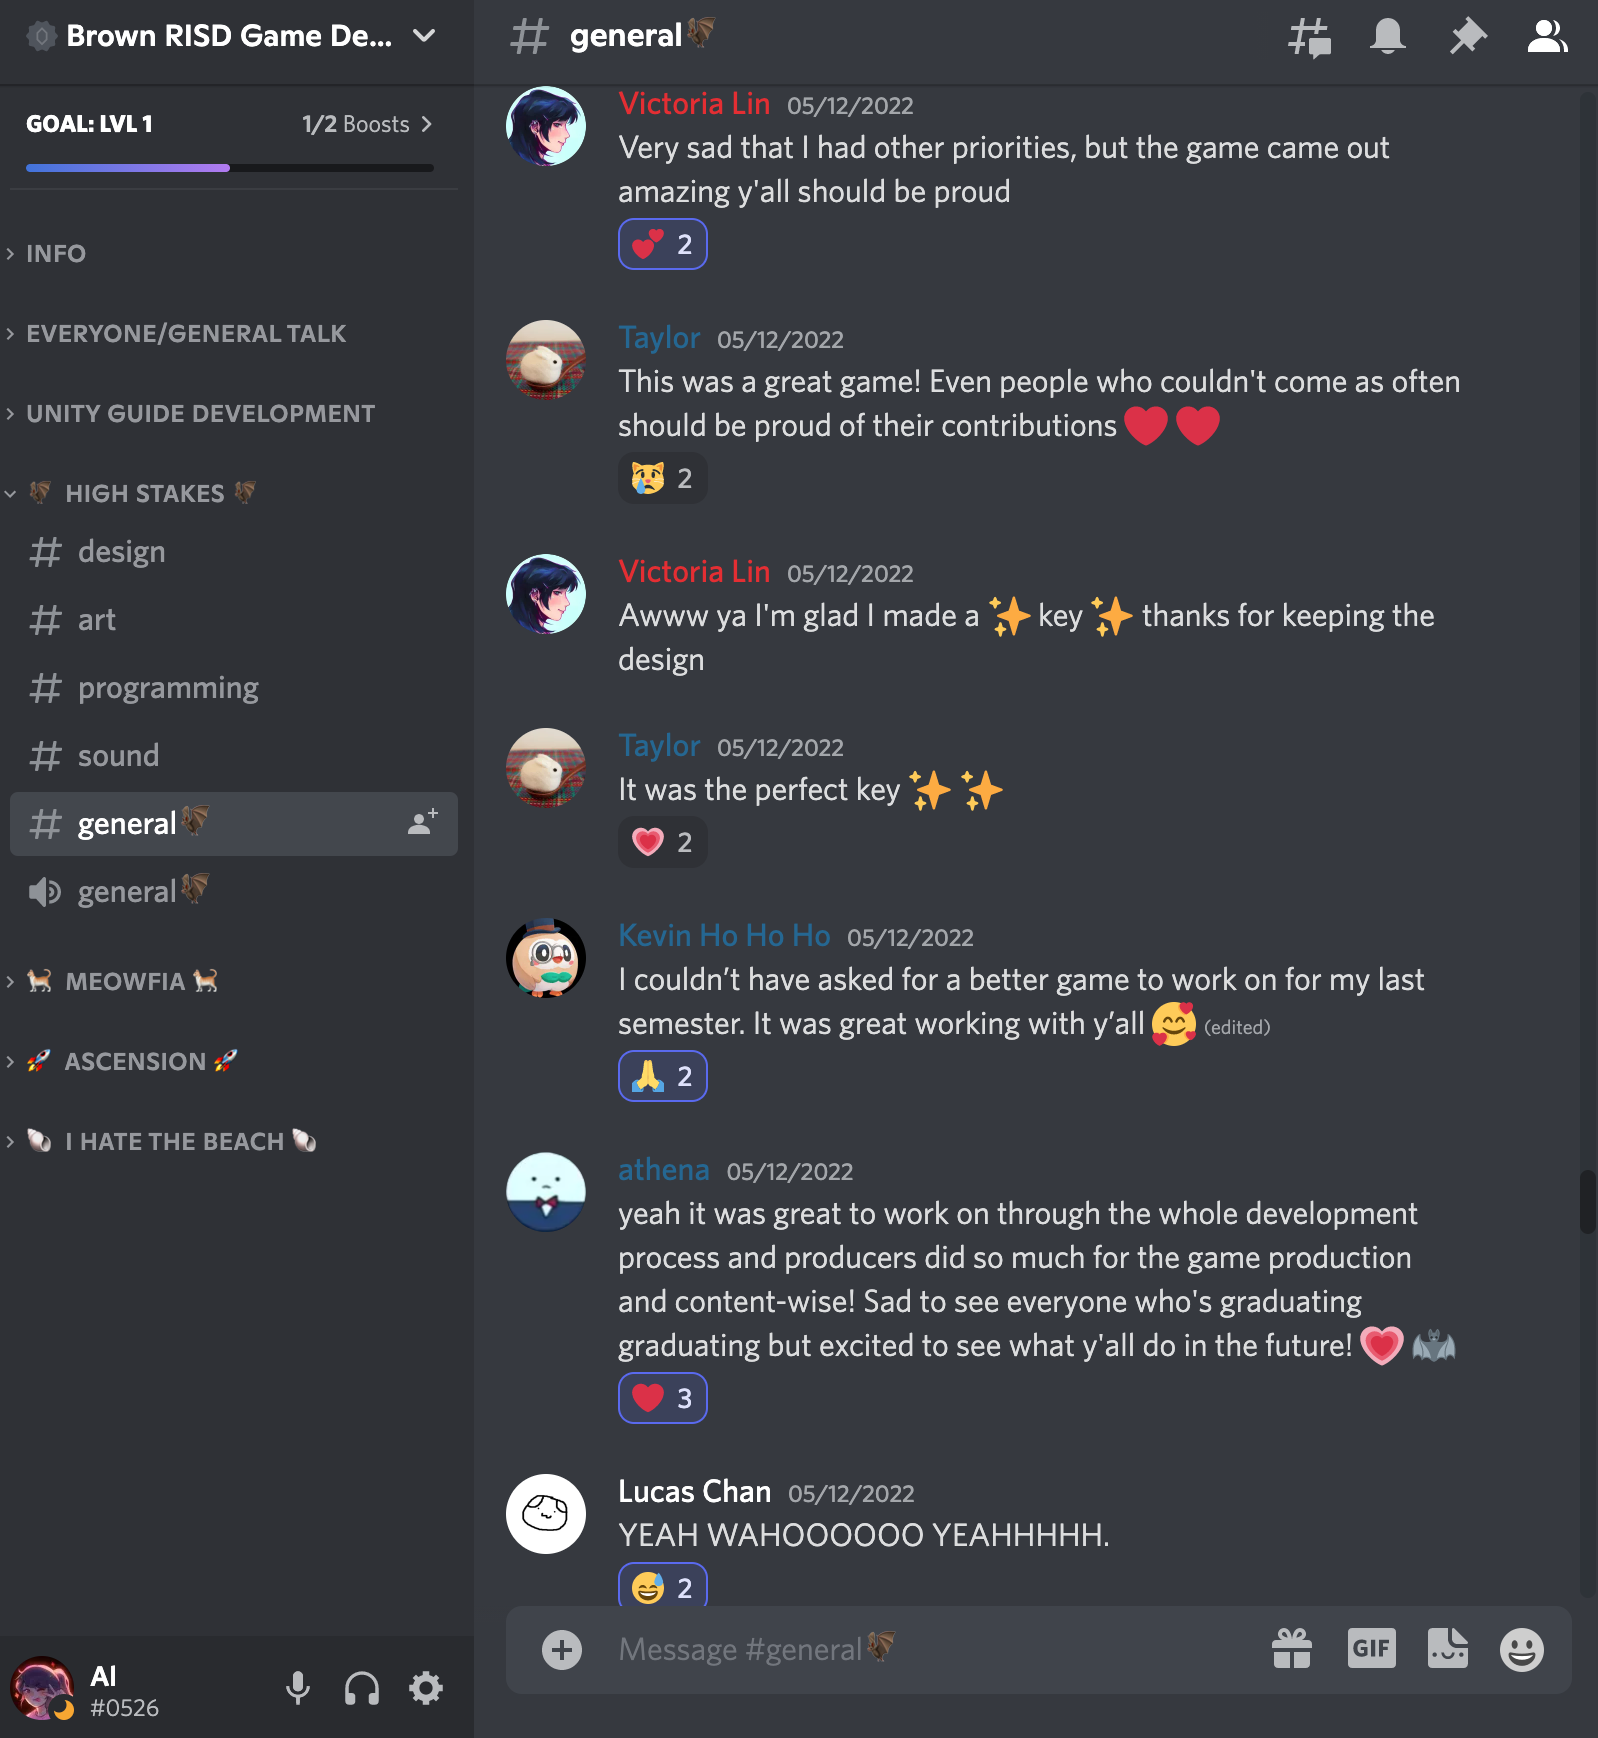 Brown RISD Game De...
GOAL: LVL 1 1/2 Boosts
INFO
EVERYONE/GENERAL TALK
UNITY GUIDE DEVELOPMENT
HIGH STAKES
design
art
programming
sound
general
general
MEOWFIA
ASCENSION
I HATE THE BEACH
Al
#0526
general
Victoria Lin 05/12/2022
Very sad that I had other priorities, but the game came out
amazing y'all should be proud
💕 2
Taylor 05/12/2022
This was a great game! Even people who couldn't come as often
should be proud of their contributions ❤️ ❤️
😿 2
Victoria Lin 05/12/2022
Awww ya I'm glad I made a ✨ key ✨ thanks for keeping the
design
Taylor 05/12/2022
It was the perfect key ✨ ✨
💗 2
Kevin Ho Ho Ho 05/12/2022
I couldn’t have asked for a better game to work on for my last
semester. It was great working with y’all 🥰 (edited)
🙏 2
athena 05/12/2022
yeah it was great to work on through the whole development
process and producers did so much for the game production
and content-wise! Sad to see everyone who's graduating
graduating but excited to see what y'all do in the future! 💗 🦇
❤️ 3
Lucas Chan 05/12/2022
YEAH WAHOOOOOO YEAHHHHH.
😅 2
Message #general
GIF